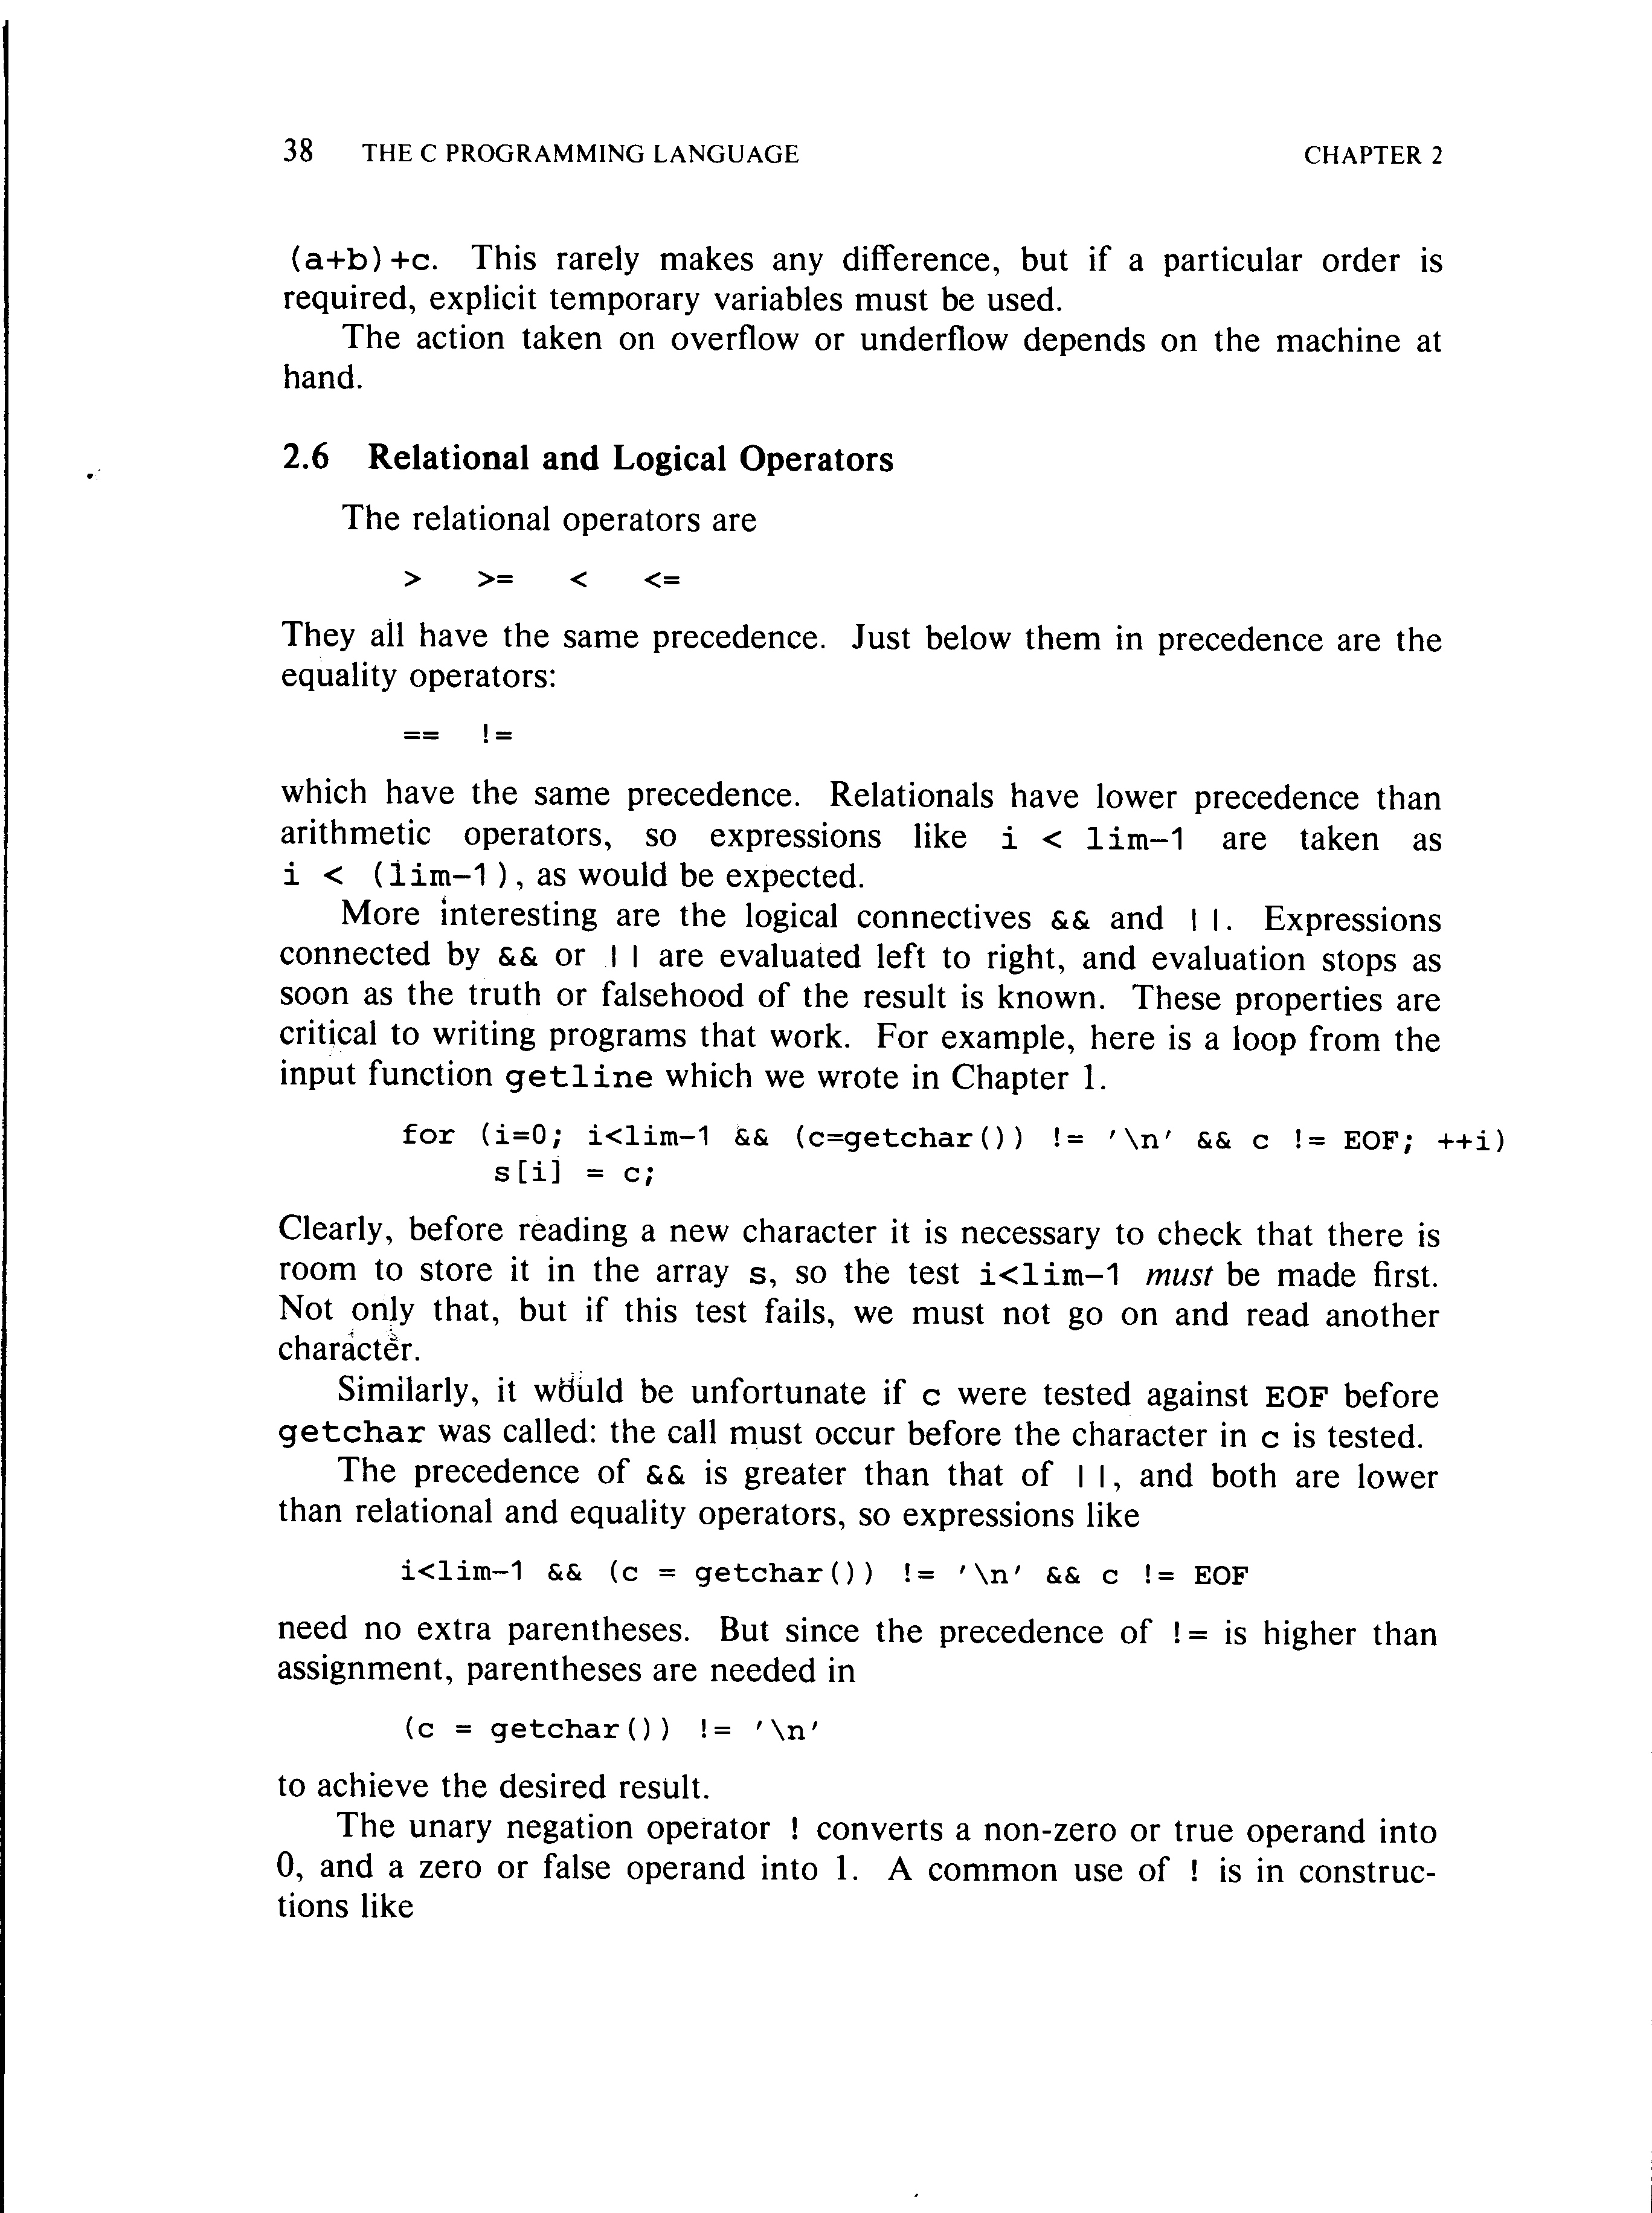 38 THE C PROGRAMMING LANGUAGE CHAPTER 2
(a+b)+c. This rarely makes any difference, but if a particular order is
required, explicit temporary variables must be used.
The action taken on overflow or underflow depends on the machine at
hand.
2.6 Relational and Logical Operators
The relational operators are
> >= < <=
They all have the same precedence. Just below them in precedence are the
equality operators:
== !=
which have the same precedence. Relationals have lower precedence than
arithmetic operators, so expressions like i < lim-1 are taken as
i < (lim-1), as would be expected.
More interesting are the logical connectives && and ||. Expressions
connected by && or || are evaluated left to right, and evaluation stops as
soon as the truth or falsehood of the result is known. These properties are
critical to writing programs that work. For example, here is a loop from the
input function getline which we wrote in Chapter 1.
for (i=0; i<lim-1 && (c=getchar()) != '\n' && c != EOF; ++i)
s[i] = c;
Clearly, before reading a new character it is necessary to check that there is
room to store it in the array s, so the test i<lim-1 must be made first.
Not only that, but if this test fails, we must not go on and read another
character.
Similarly, it would be unfortunate if c were tested against EOF before
getchar was called: the call must occur before the character in c is tested.
The precedence of && is greater than that of ||, and both are lower
than relational and equality operators, so expressions like
i<lim-1 && (c = getchar()) != '\n' && c != EOF
need no extra parentheses. But since the precedence of != is higher than
assignment, parentheses are needed in
(c = getchar()) != '\n'
to achieve the desired result.
The unary negation operator ! converts a non-zero or true operand into
0, and a zero or false operand into 1. A common use of ! is in construc-
tions like